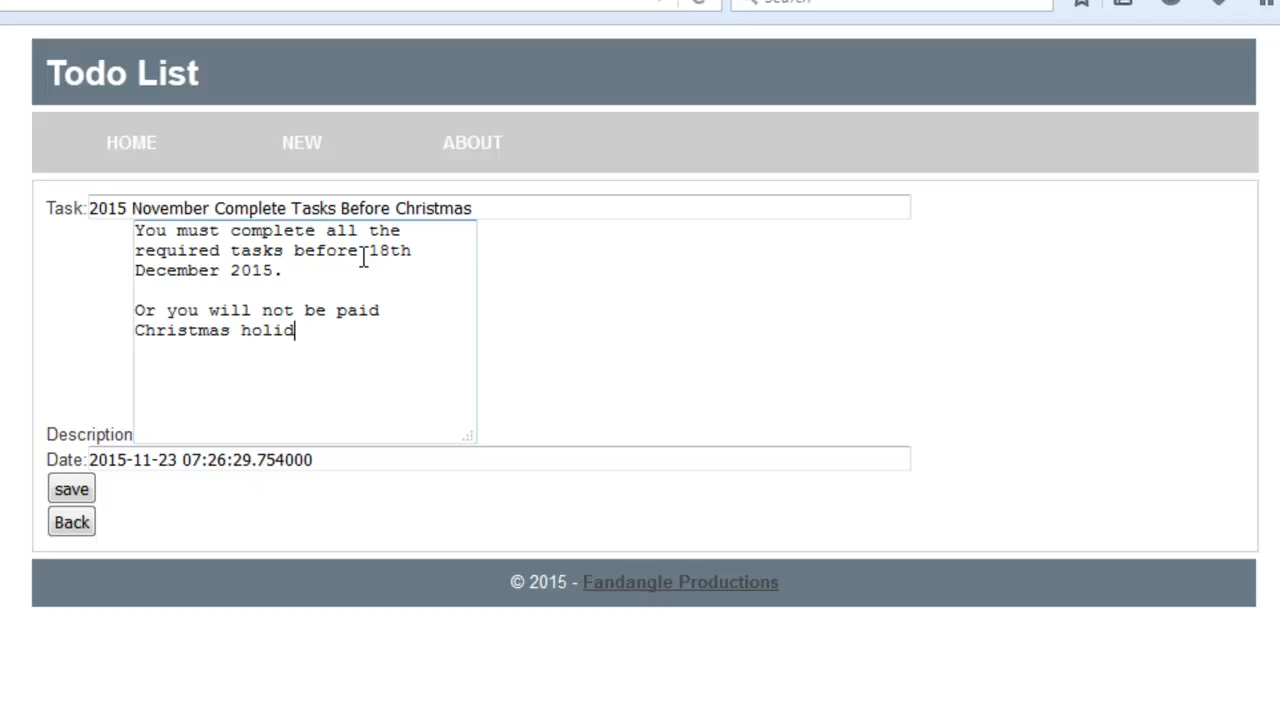 Search
Todo List
HOME NEW ABOUT
Task: 2015 November Complete Tasks Before Christmas
You must complete all the
required tasks before 18th
December 2015.
Or you will not be paid
Christmas holid
Description
Date: 2015-11-23 07:26:29.754000
save
Back
© 2015 - Fandangle Productions